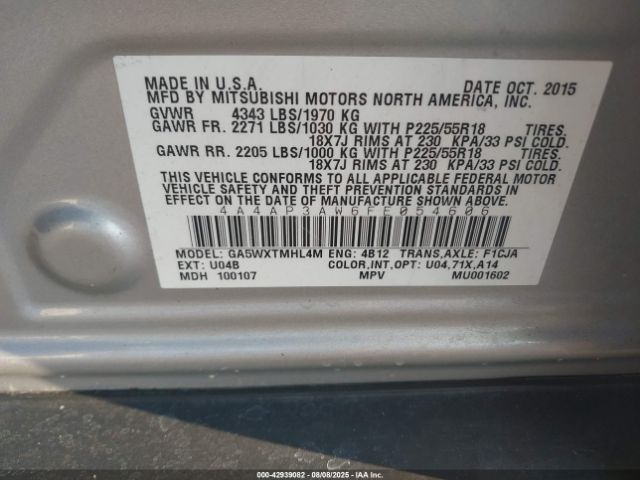 MADE IN U.S.A. DATE OCT. 2015
MFD BY MITSUBISHI MOTORS NORTH AMERICA, INC.
GVWR 4343 LBS/1970 KG
GAWR FR. 2271 LBS/1030 KG WITH P225/55R18 TIRES.
18X7J RIMS AT 230 KPA/33 PSI COLD.
GAWR RR. 2205 LBS/1000 KG WITH P225/55R18 TIRES.
18X7J RIMS AT 230 KPA/33 PSI COLD.
THIS VEHICLE CONFORMS TO ALL APPLICABLE FEDERAL MOTOR
VEHICLE SAFETY AND THEFT PREVENTION STANDARDS IN
EFFECT ON THE DATE OF MANUFACTURE SHOWN ABOVE.
4A4AP3AW6FE054606
MODEL: GA5WXTMHL4M ENG: 4B12 TRANS,AXLE: F1CJA
EXT: U04B COLOR,INT,OPT: U04,71X,A14
MDH 100107 MPV MU001602
000-42939082 - 08/08/2025 - IAA Inc.